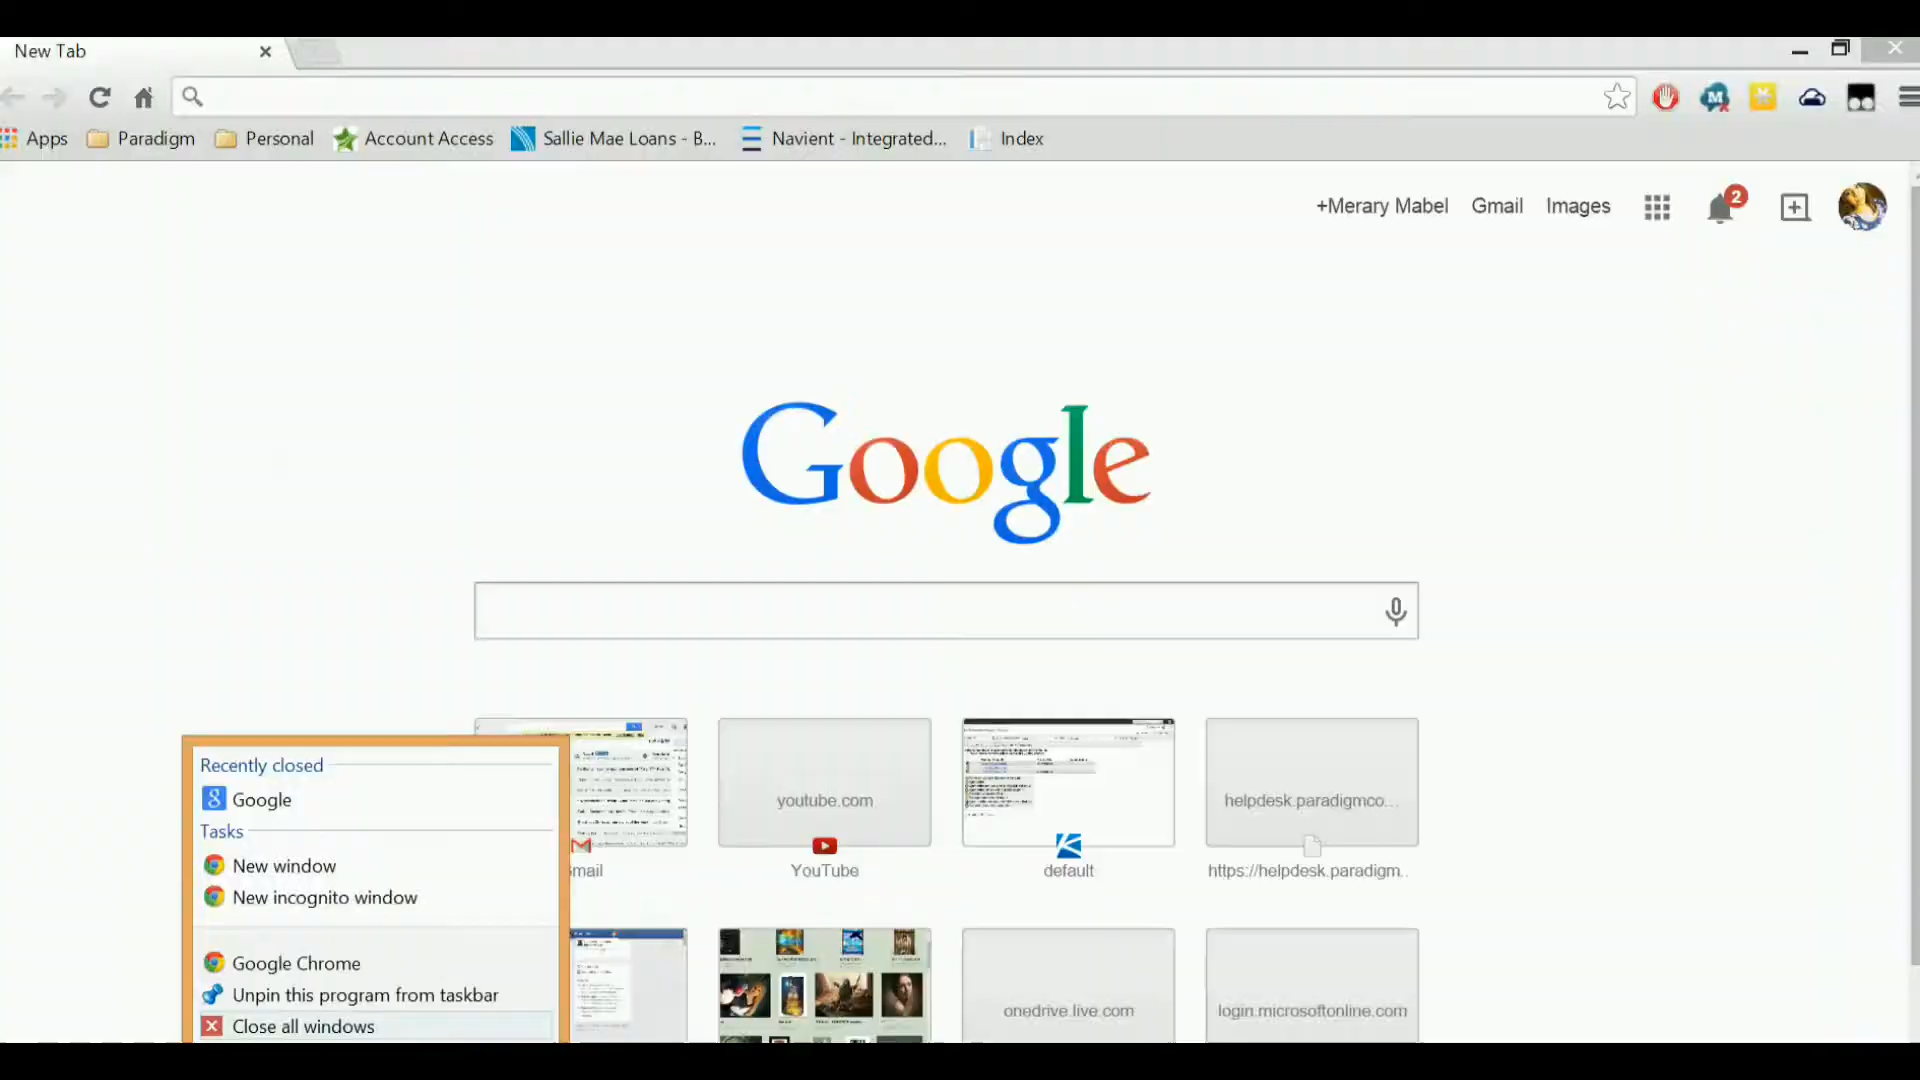 New Tab
Apps Paradigm Personal Account Access Sallie Mae Loans - B... Navient - Integrated... Index
+Merary Mabel Gmail Images 2
Google
youtube.com
helpdesk.paradigmco...
mail
YouTube
default
https://helpdesk.paradigm..
onedrive.live.com
login.microsoftonline.com
Recently closed
Google
Tasks
New window
New incognito window
Google Chrome
Unpin this program from taskbar
Close all windows